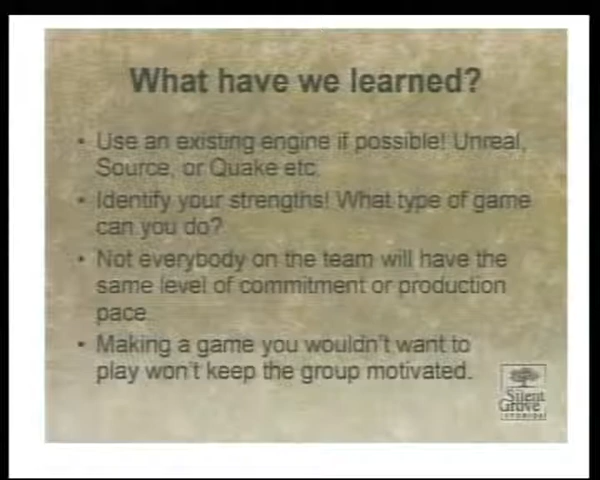 What have we learned?
• Use an existing engine if possible! Unreal,
Source, or Quake etc.
• Identify your strengths! What type of game
can you do?
• Not everybody on the team will have the
same level of commitment or production
pace.
• Making a game you wouldn't want to
play won't keep the group motivated.
Silent
Grove
STUDIOS